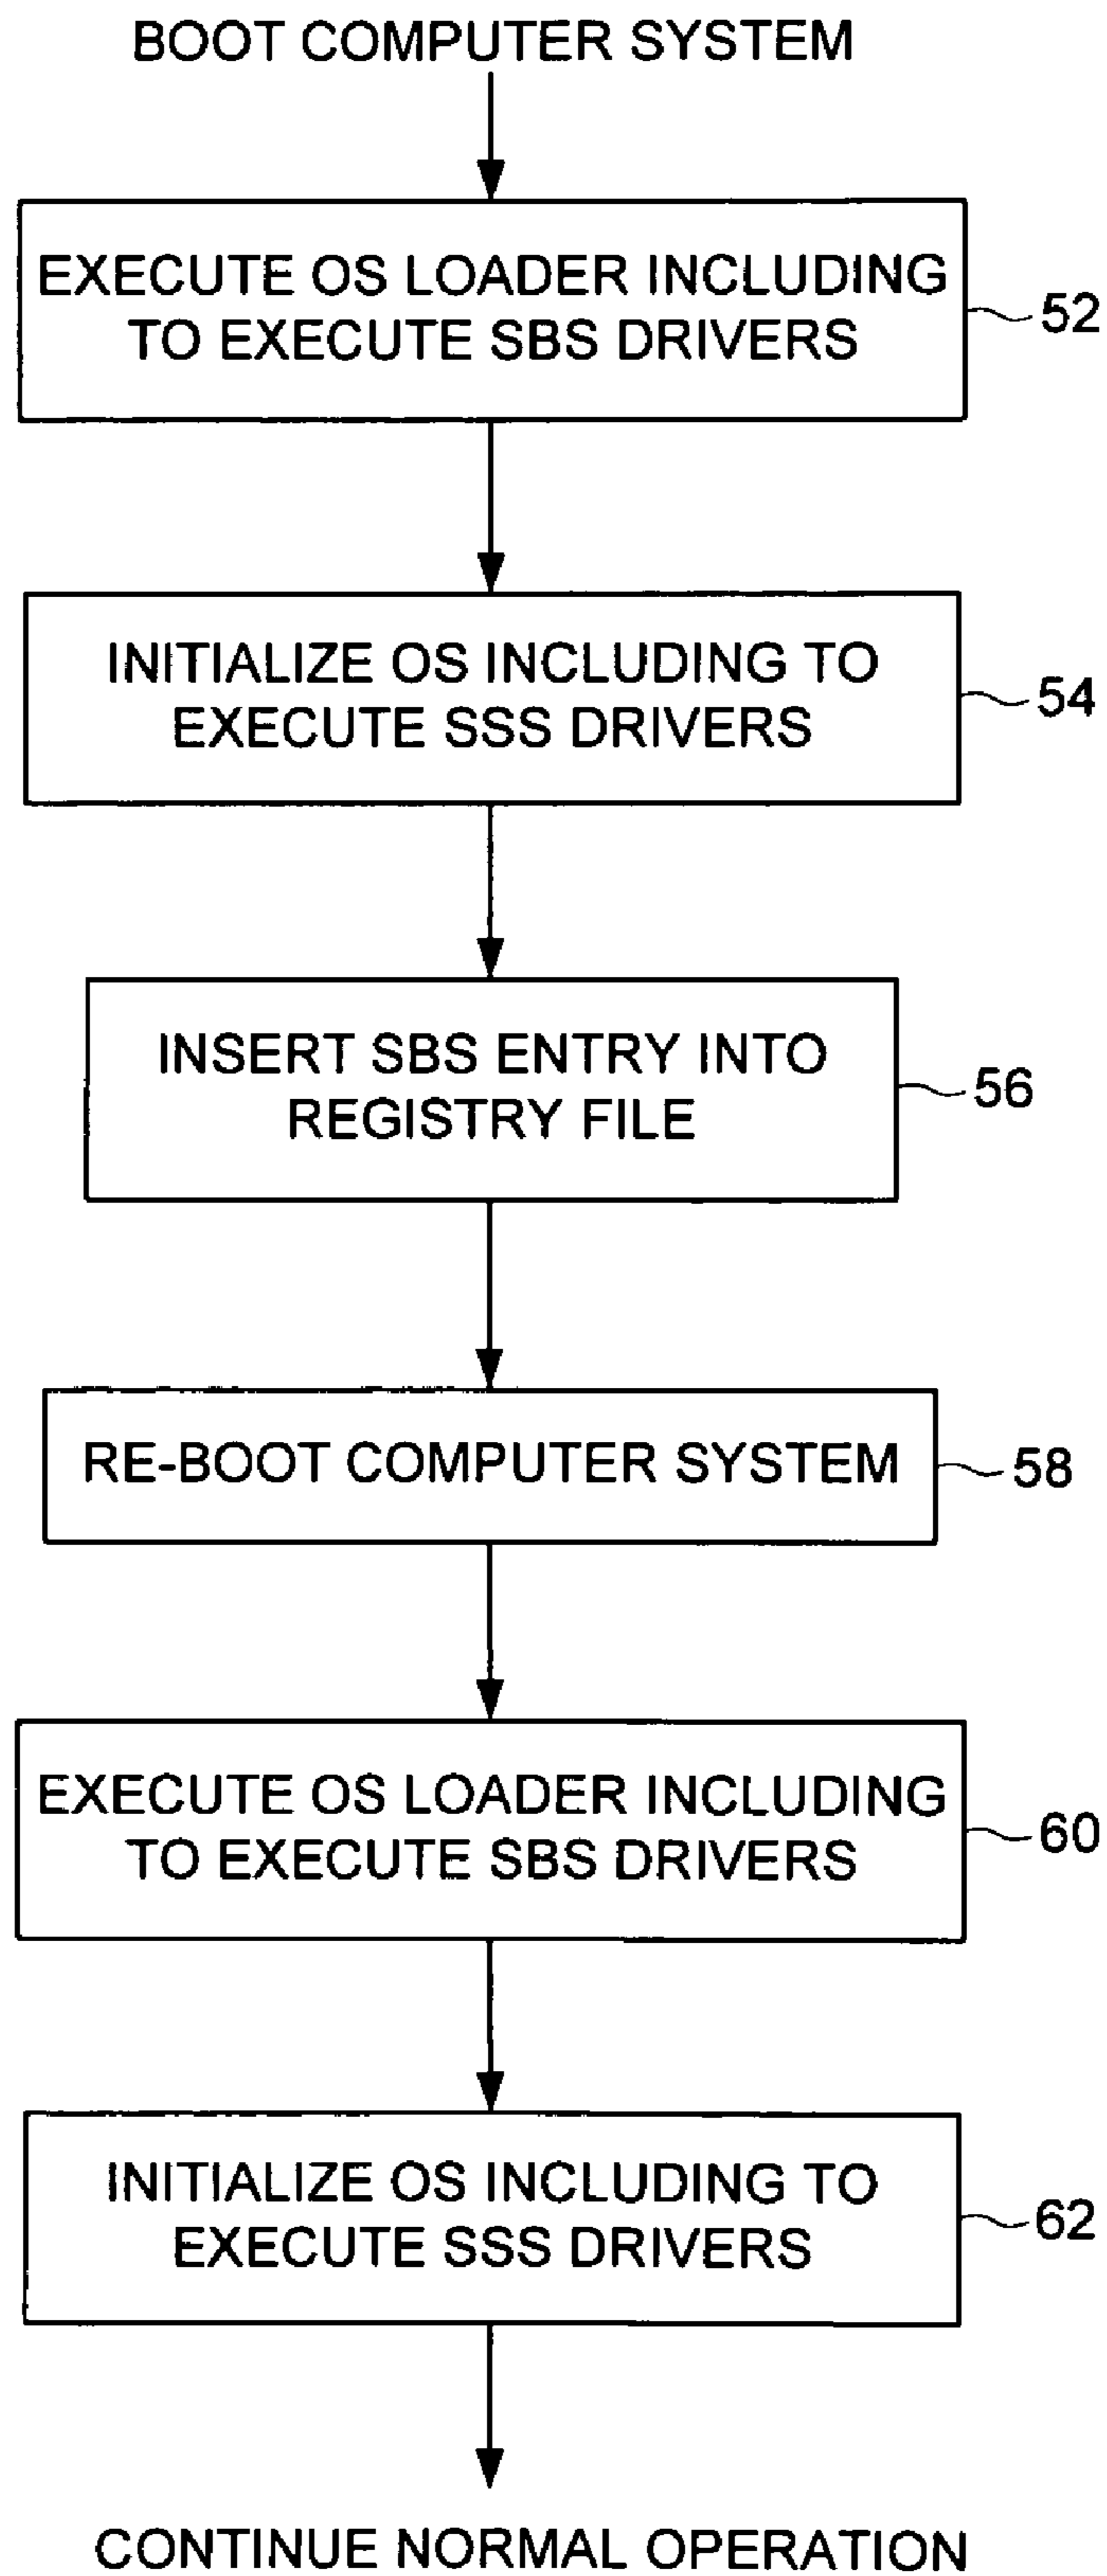 BOOT COMPUTER SYSTEM
EXECUTE OS LOADER INCLUDING
TO EXECUTE SBS DRIVERS
52
INITIALIZE OS INCLUDING TO
EXECUTE SSS DRIVERS
54
INSERT SBS ENTRY INTO
REGISTRY FILE
56
RE-BOOT COMPUTER SYSTEM
58
EXECUTE OS LOADER INCLUDING
TO EXECUTE SBS DRIVERS
60
INITIALIZE OS INCLUDING TO
EXECUTE SSS DRIVERS
62
CONTINUE NORMAL OPERATION